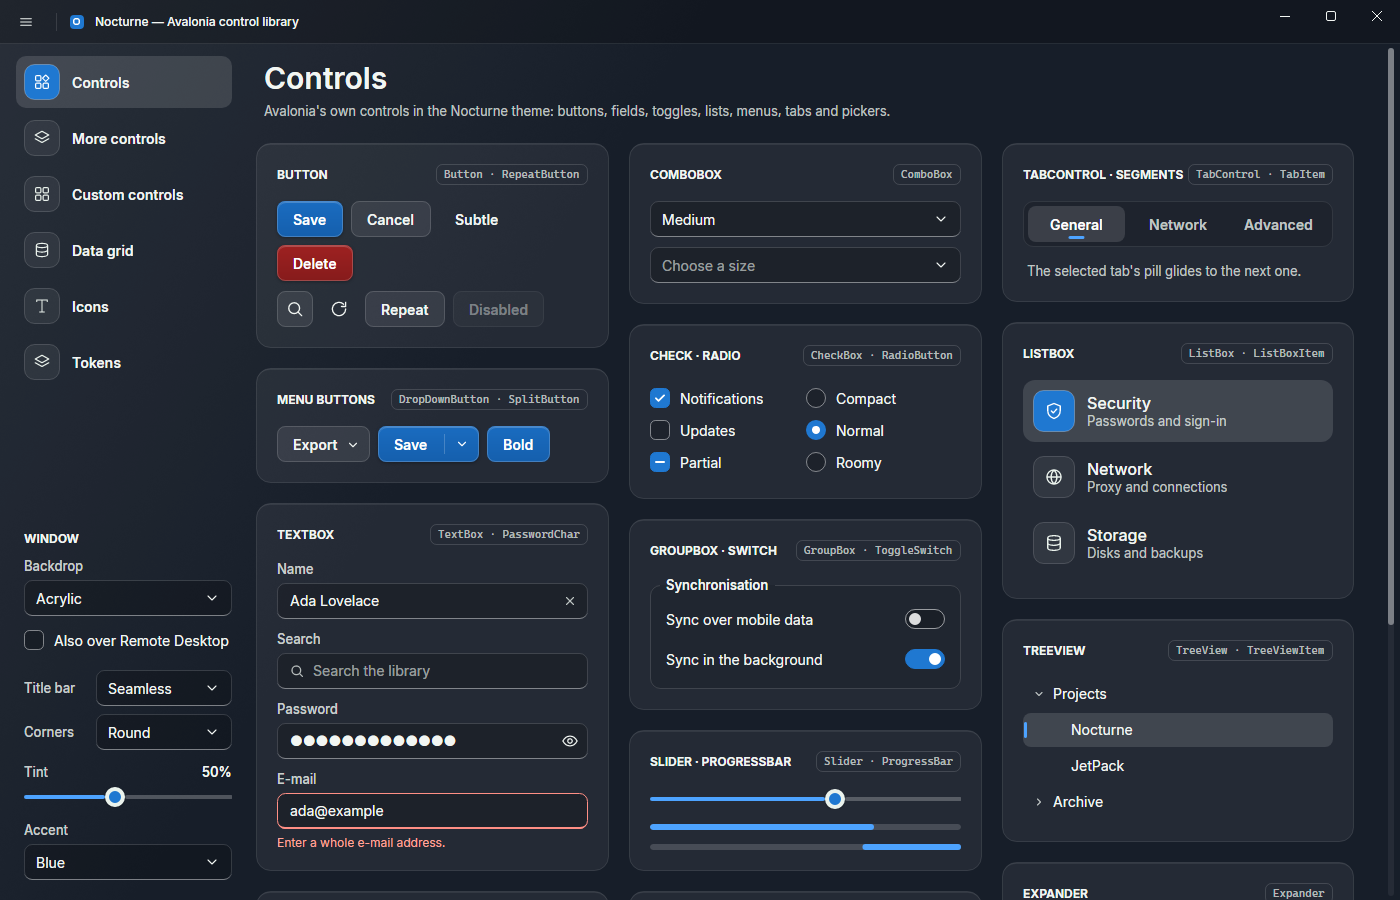 Nocturne — Avalonia control library
Controls
More controls
Custom controls
Data grid
Icons
Tokens
WINDOW
Backdrop
Acrylic
Also over Remote Desktop
Title bar
Seamless
Corners
Round
Tint
50%
Accent
Blue
Controls
Avalonia's own controls in the Nocturne theme: buttons, fields, toggles, lists, menus, tabs and pickers.
BUTTON
Button · RepeatButton
Save
Cancel
Subtle
Delete
Repeat
Disabled
MENU BUTTONS
DropDownButton · SplitButton
Export
Save
Bold
TEXTBOX
TextBox · PasswordChar
Name
Ada Lovelace
Search
Search the library
Password
E-mail
ada@example
Enter a whole e-mail address.
COMBOBOX
ComboBox
Medium
Choose a size
CHECK · RADIO
CheckBox · RadioButton
Notifications
Compact
Updates
Normal
Partial
Roomy
GROUPBOX · SWITCH
GroupBox · ToggleSwitch
Synchronisation
Sync over mobile data
Sync in the background
SLIDER · PROGRESSBAR
Slider · ProgressBar
TABCONTROL · SEGMENTS
TabControl · TabItem
General
Network
Advanced
The selected tab's pill glides to the next one.
LISTBOX
ListBox · ListBoxItem
Security
Passwords and sign-in
Network
Proxy and connections
Storage
Disks and backups
TREEVIEW
TreeView · TreeViewItem
Projects
Nocturne
JetPack
Archive
EXPANDER
Expander